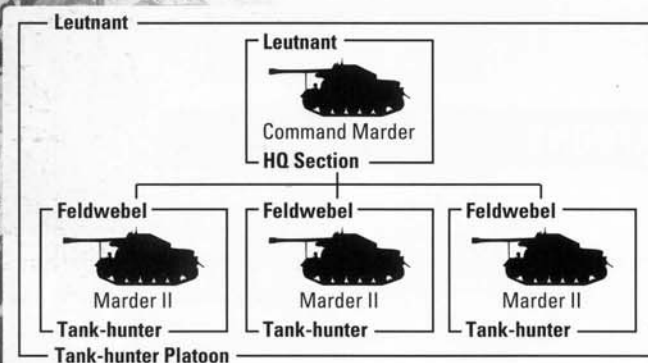 Leutnant
Leutnant
Command Marder
HQ Section
Feldwebel Feldwebel Feldwebel
Marder II Marder II Marder II
Tank-hunter Tank-hunter Tank-hunter
Tank-hunter Platoon